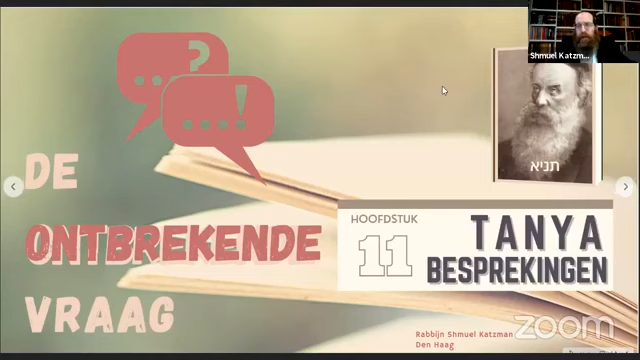 Shmuel Katzm...
תניא
DE
ONTBREKENDE
VRAAG
HOOFDSTUK
11
TANYA
BESPREKINGEN
Rabbijn Shmuel Katzman
Den Haag
zoom